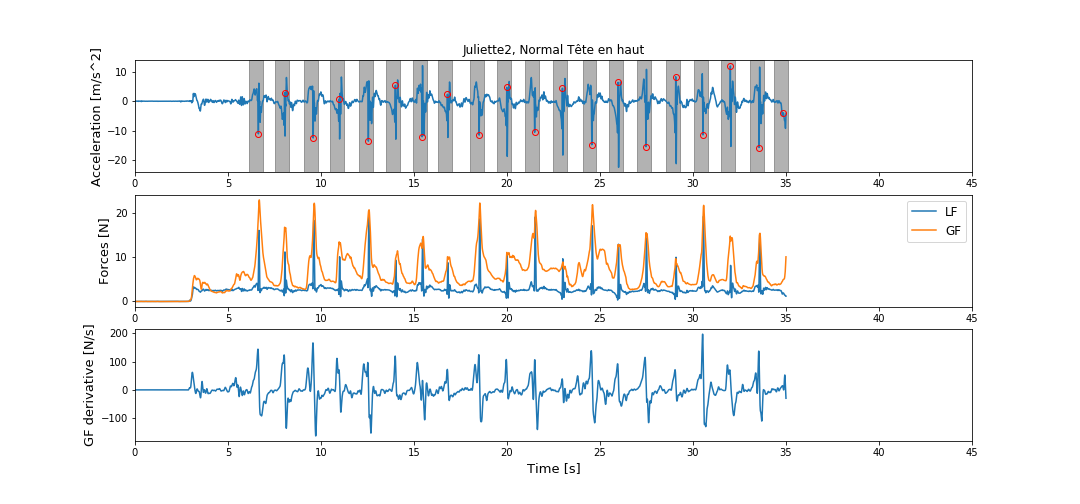 Juliette2, Normal Tête en haut
Acceleration [m/s^2]
10
0
−10
−20
0 5 10 15 20 25 30 35 40 45
Forces [N]
20
10
0
LF
GF
0 5 10 15 20 25 30 35 40 45
GF derivative [N/s]
200
100
0
−100
0 5 10 15 20 25 30 35 40 45
Time [s]